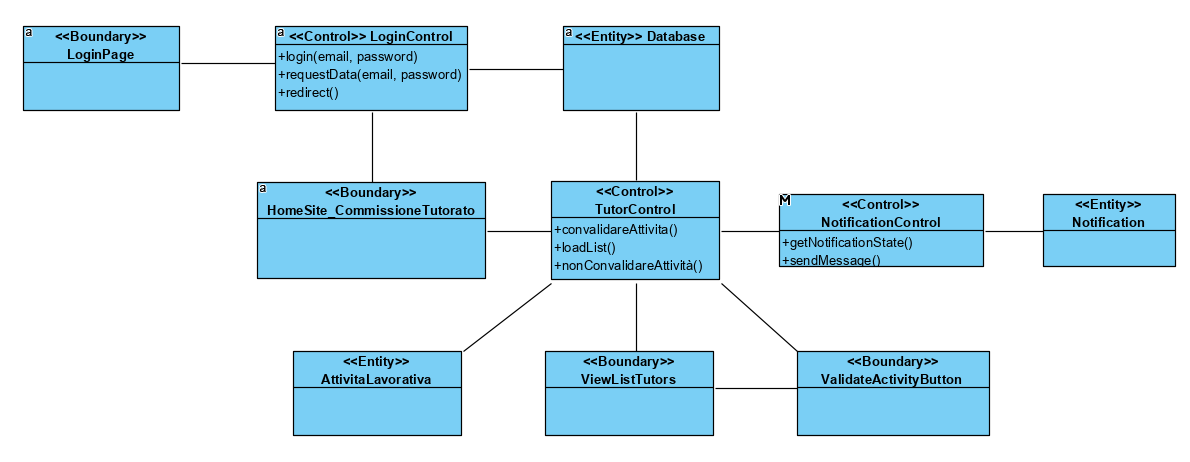 a
<<Boundary>>
LoginPage
a
<<Control>> LoginControl
+login(email, password)
+requestData(email, password)
+redirect()
a
<<Entity>> Database
a
<<Boundary>>
HomeSite_CommissioneTutorato
<<Control>>
TutorControl
+convalidareAttivita()
+loadList()
+nonConvalidareAttività()
M
<<Control>>
NotificationControl
+getNotificationState()
+sendMessage()
<<Entity>>
Notification
<<Entity>>
AttivitaLavorativa
<<Boundary>>
ViewListTutors
<<Boundary>>
ValidateActivityButton